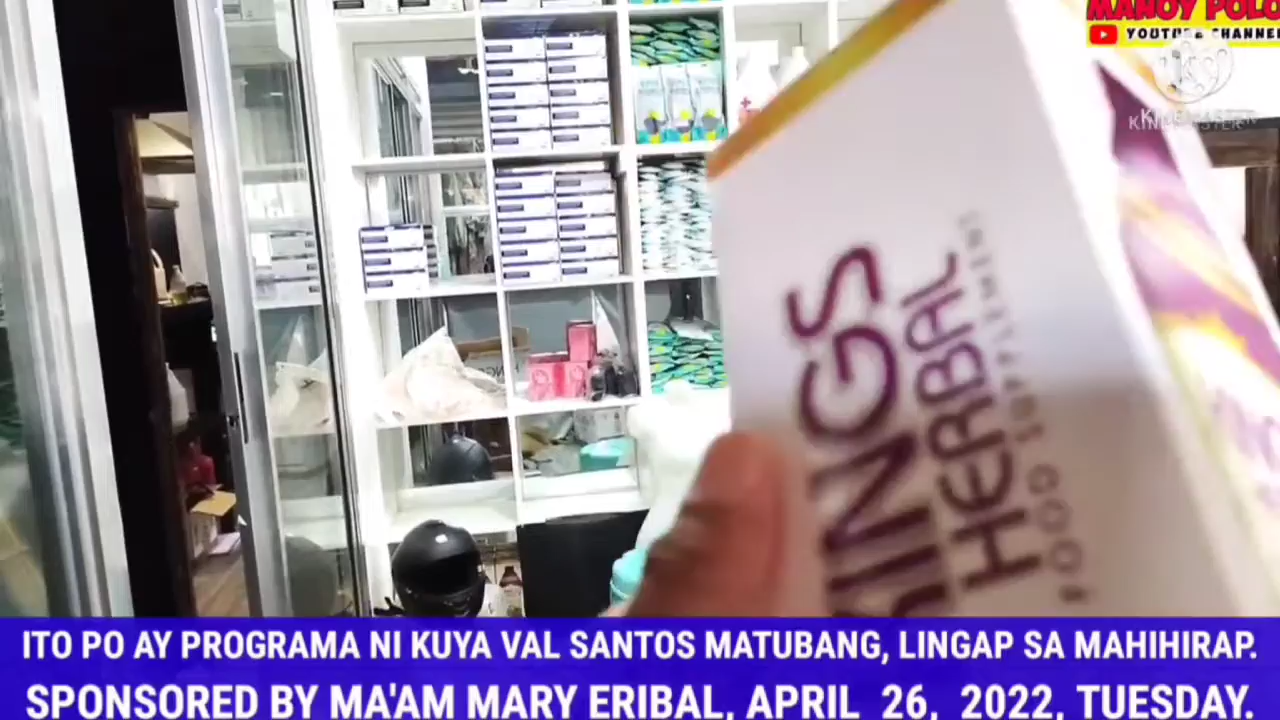 MANOY POLO
YOUTUBE CHANNEL
KINEMASTER
KINGS
HERBAL
FOOD SUPPLEMENT
ITO PO AY PROGRAMA NI KUYA VAL SANTOS MATUBANG, LINGAP SA MAHIHIRAP.
SPONSORED BY MA'AM MARY ERIBAL, APRIL 26, 2022, TUESDAY.